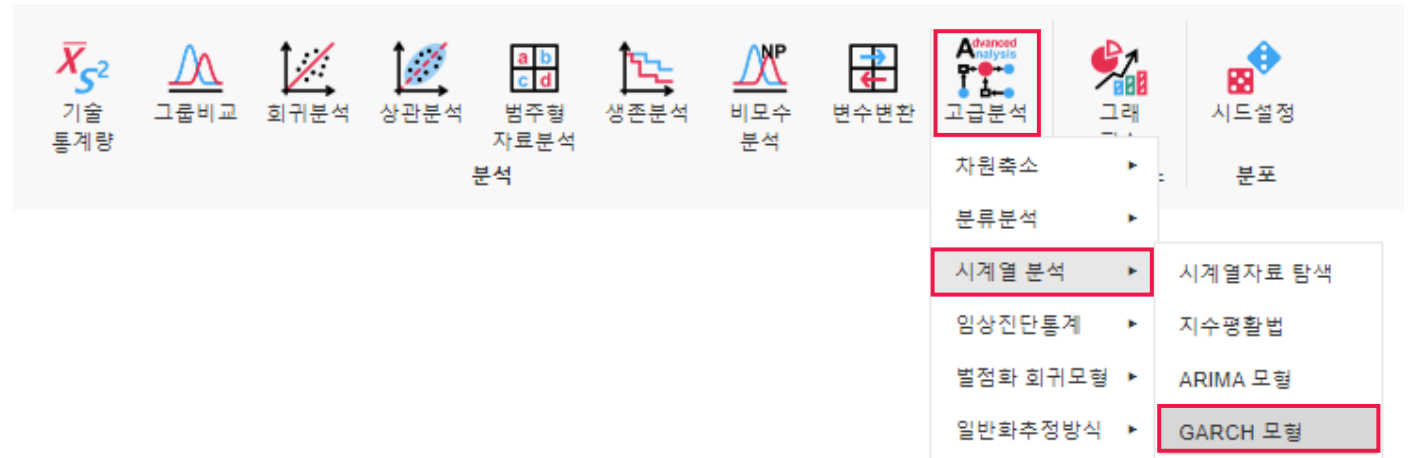 X S²
기술
통계량
그룹비교
회귀분석
상관분석
a b
c d
범주형
자료분석
생존분석
NP
비모수
분석
변수변환
Advanced
Analysis
고급분석
그래
시드설정
분석
분포
차원축소
분류분석
시계열 분석
임상진단통계
벌점화 회귀모형
일반화추정방식
시계열자료 탐색
지수평활법
ARIMA 모형
GARCH 모형